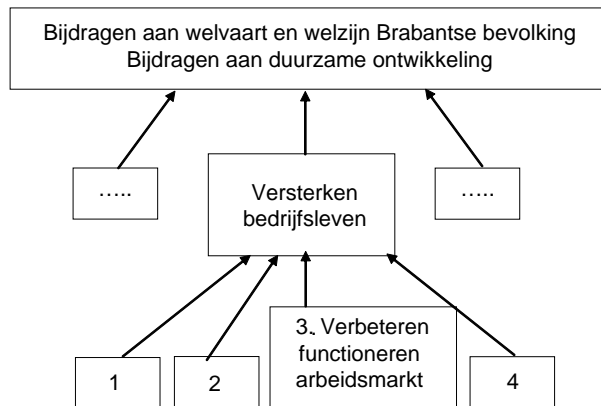 Bijdragen aan welvaart en welzijn Brabantse bevolking
Bijdragen aan duurzame ontwikkeling
…..
Versterken
bedrijfsleven
…..
3. Verbeteren
functioneren
arbeidsmarkt
1
2
4